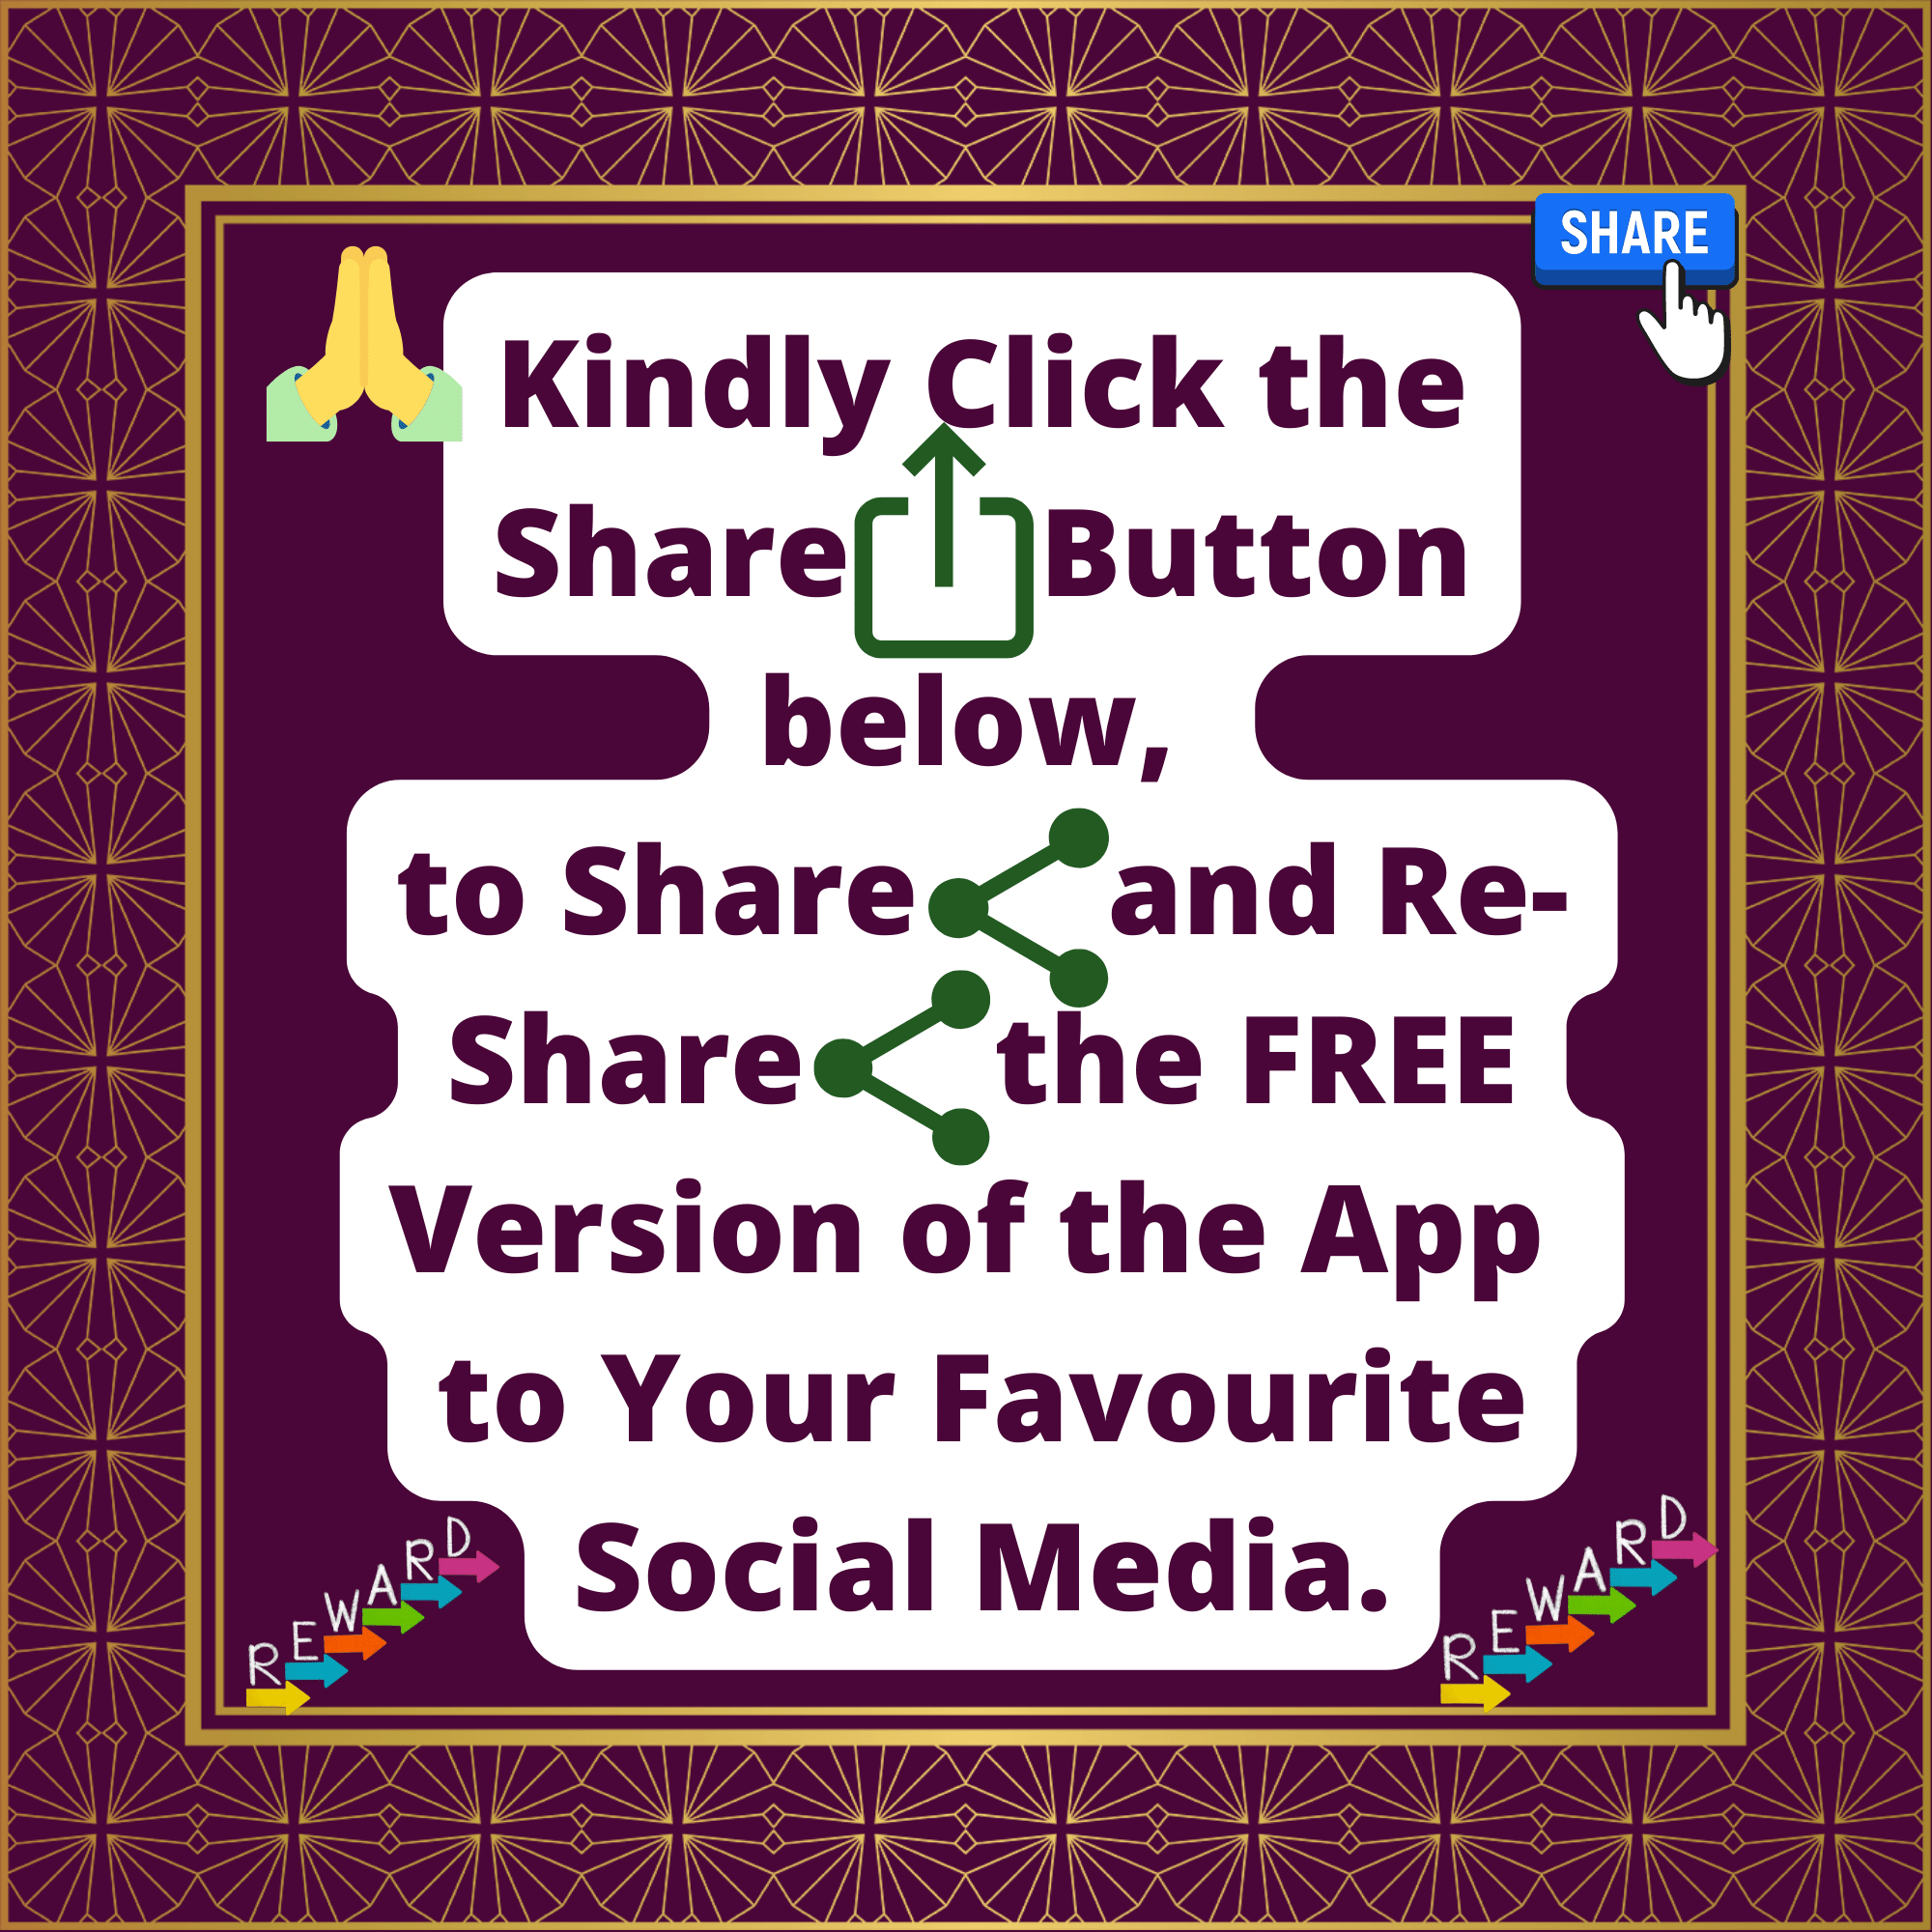 SHARE
Kindly Click the
Share Button
below,
to Share and Re-
Share the FREE
Version of the App
to Your Favourite
Social Media.
REWARD
REWARD